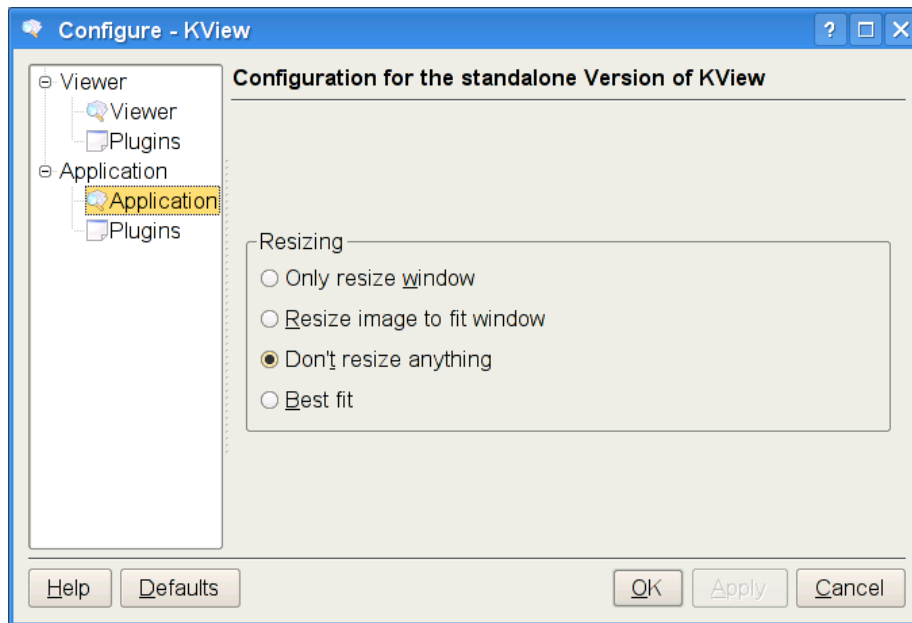 Configure - KView
Viewer
Viewer
Plugins
Application
Application
Plugins
Configuration for the standalone Version of KView
Resizing
Only resize window
Resize image to fit window
Don't resize anything
Best fit
Help
Defaults
OK
Apply
Cancel